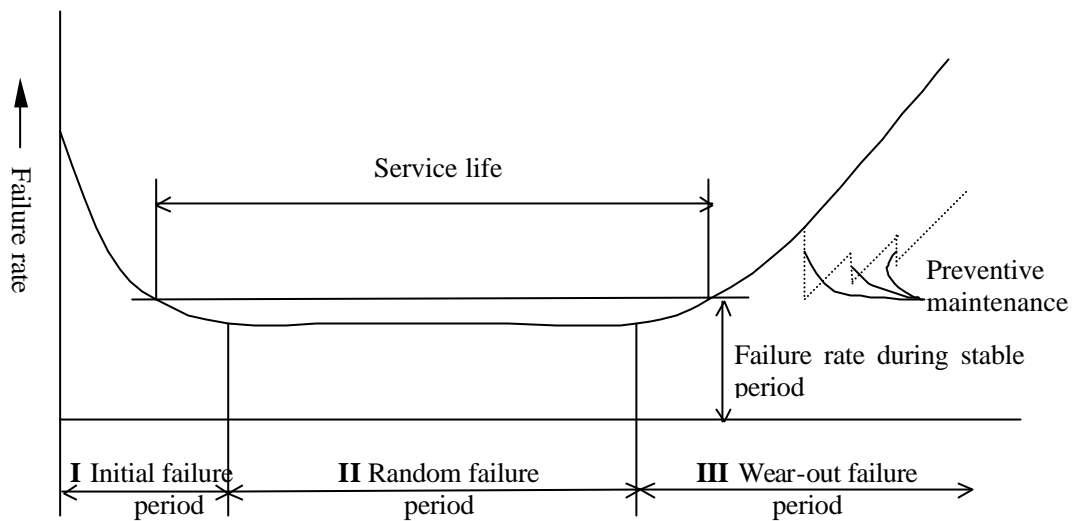 Failure rate
Service life
Preventive
maintenance
Failure rate during stable
period
I Initial failure
period
II Random failure
period
III Wear-out failure
period